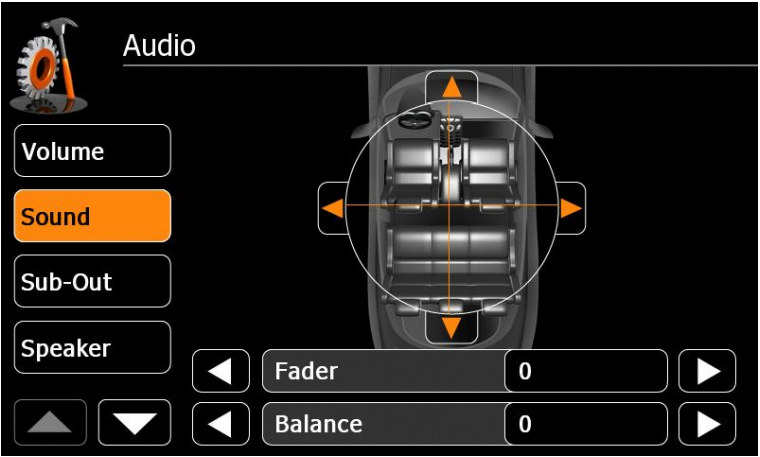 Audio
Volume
Sound
Sub-Out
Speaker
Fader 0
Balance 0